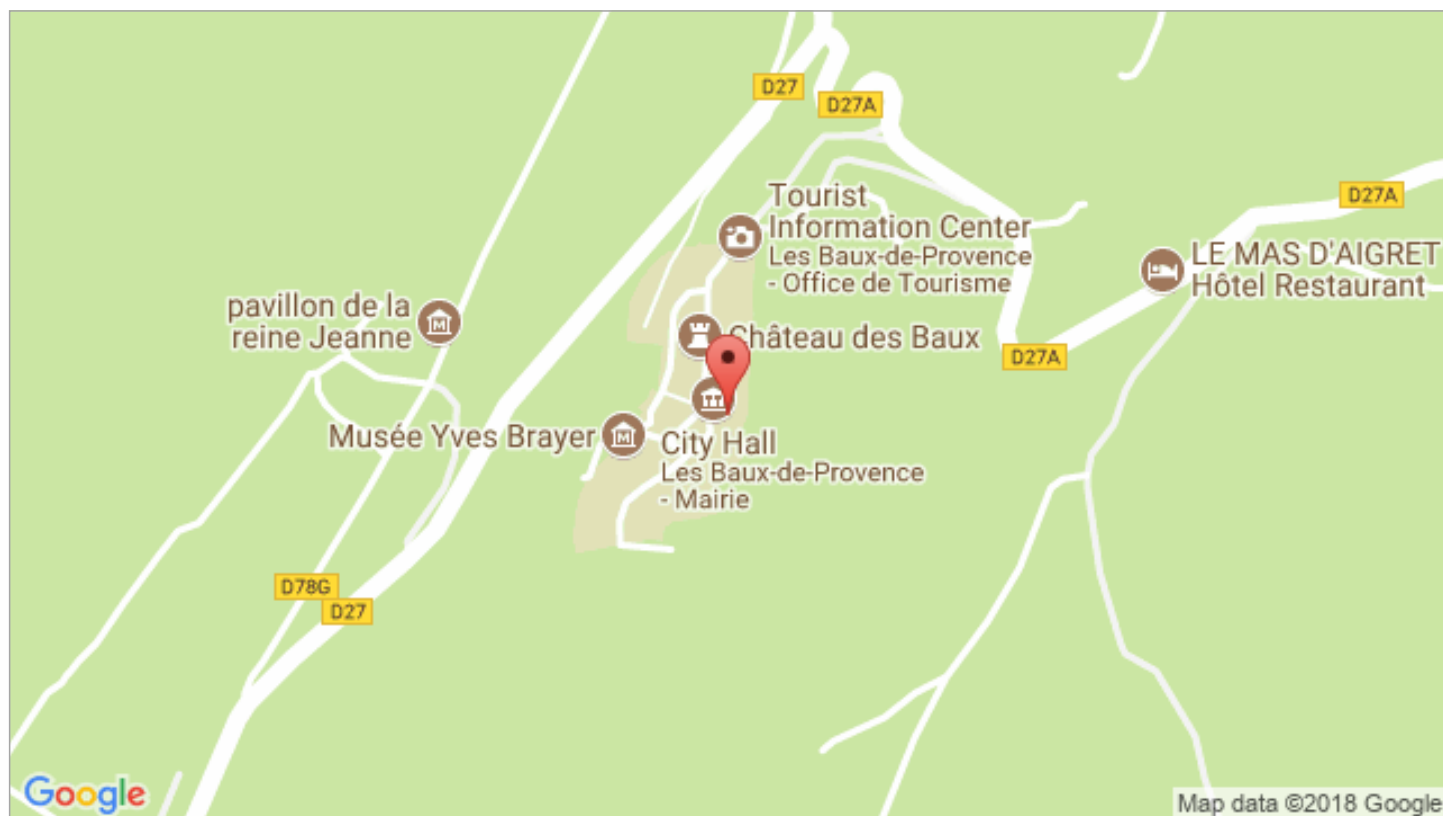 D27
D27A
D27A
Tourist
Information Center
Les Baux-de-Provence
- Office de Tourisme
LE MAS D'AIGRET
Hôtel Restaurant
pavillon de la
reine Jeanne
Château des Baux
D27A
Musée Yves Brayer
City Hall
Les Baux-de-Provence
- Mairie
D78G
D27
Google
Map data ©2018 Google